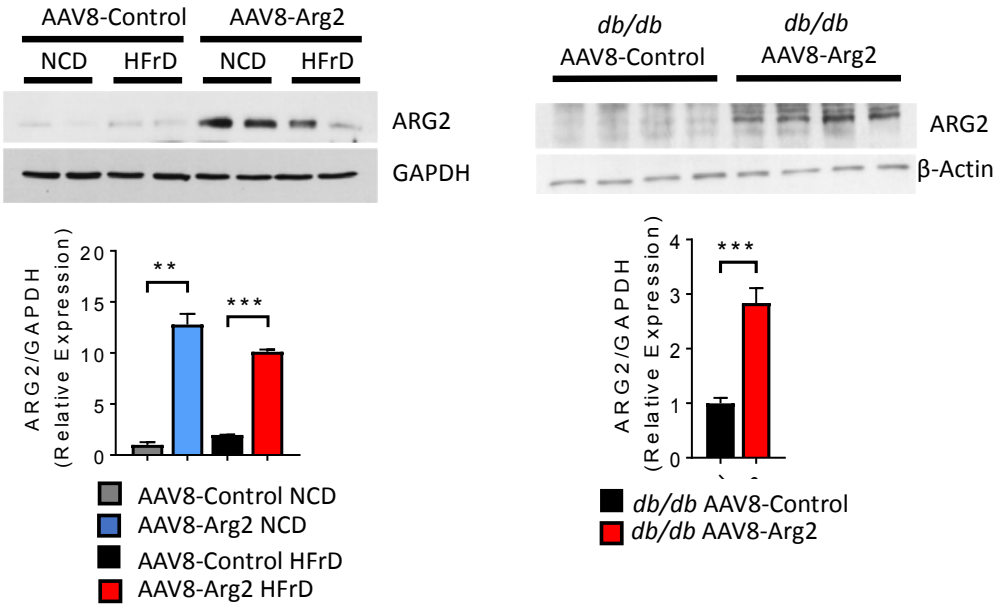 AAV8-Control AAV8-Arg2
NCD HFrD NCD HFrD
ARG2
GAPDH
ARG2/GAPDH
(Relative Expression)
20
15
10
5
0
**
***
AAV8-Control NCD
AAV8-Arg2 NCD
AAV8-Control HFrD
AAV8-Arg2 HFrD
db/db db/db
AAV8-Control AAV8-Arg2
ARG2
β-Actin
ARG2/GAPDH
(Relative Expression)
4
3
2
1
0
***
db/db AAV8-Control
db/db AAV8-Arg2